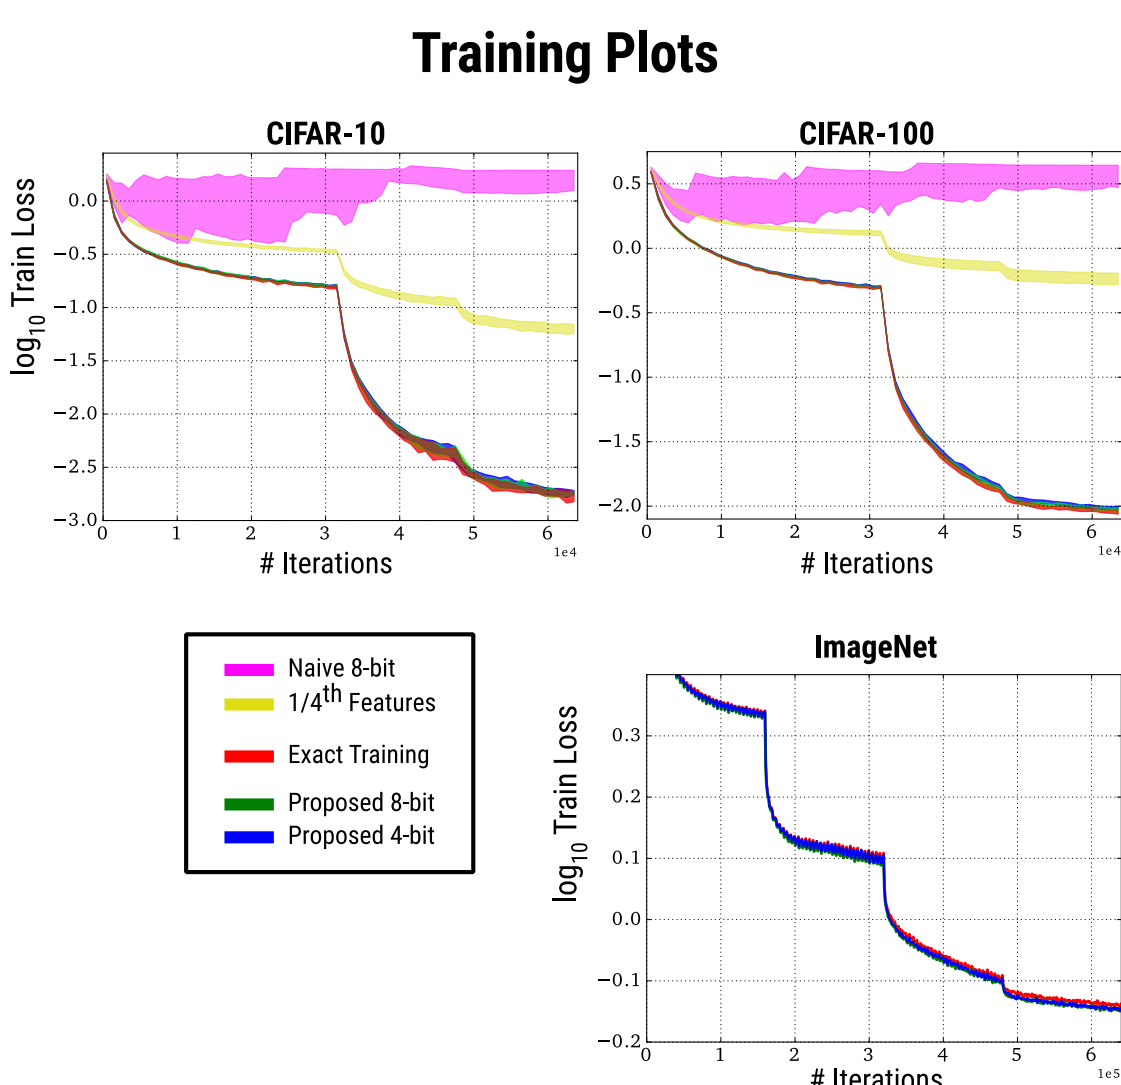 Training Plots
CIFAR-10
CIFAR-100
log10 Train Loss
0.0
−0.5
−1.0
−1.5
−2.0
−2.5
−3.0
0 1 2 3 4 5 6
1e4
# Iterations
0.5
0.0
−0.5
−1.0
−1.5
−2.0
0 1 2 3 4 5 6
1e4
# Iterations
Naive 8-bit
1/4th Features
Exact Training
Proposed 8-bit
Proposed 4-bit
ImageNet
log10 Train Loss
0.3
0.2
0.1
0.0
−0.1
−0.2
0 1 2 3 4 5 6
1e5
# Iterations